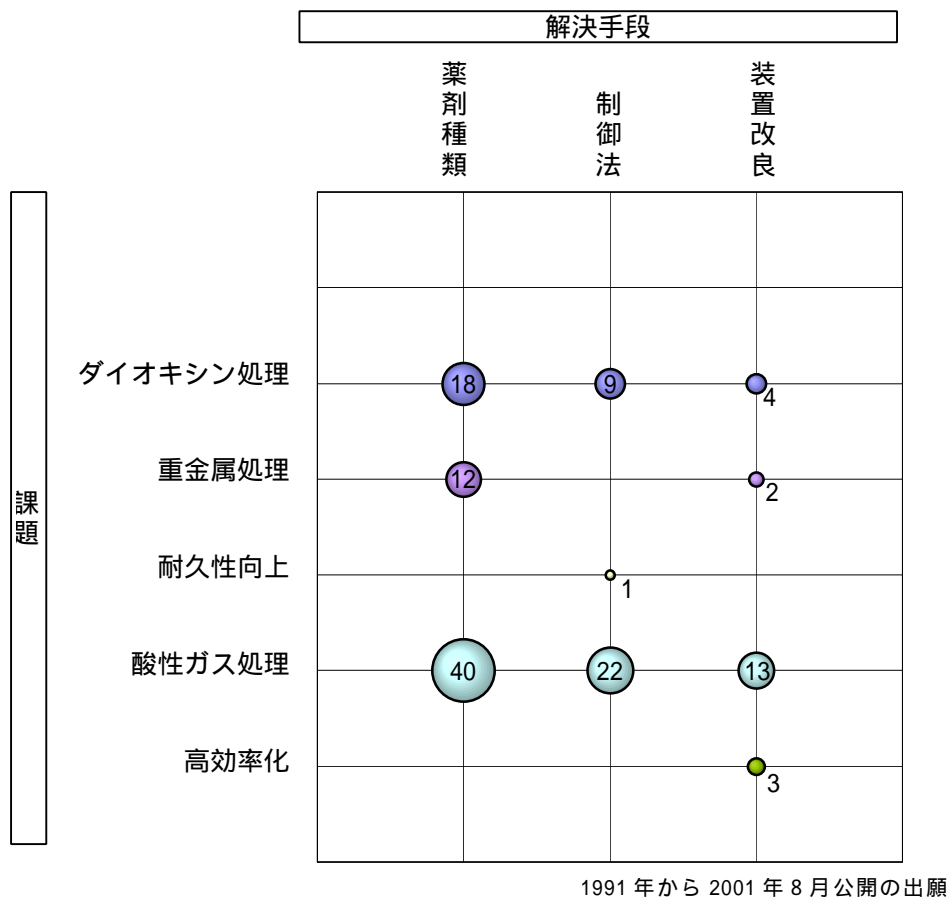 解決手段
薬剤種類
制御法
装置改良
課題
ダイオキシン処理
18
9
4
重金属処理
12
2
耐久性向上
1
酸性ガス処理
40
22
13
高効率化
3
1991 年から 2001 年 8 月公開の出願